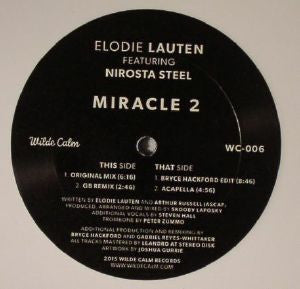 ELODIE LAUTEN
FEATURING
NIROSTA STEEL
MIRACLE 2
Wilde Calm
WC-006
THIS SIDE
1. ORIGINAL MIX (6:16)
2. GB REMIX (2:46)
THAT SIDE
1. BRYCE HACKFORD EDIT (8:46)
2. ACAPELLA (4:56)
WRITTEN BY ELODIE LAUTEN AND ARTHUR RUSSELL (ASCAP).
PRODUCED, ARRANGED AND MIXED BY SKOOBY LAPOSKY
ADDITIONAL VOCALS BY STEVEN HALL
TROMBONE BY PETER ZUMMO
ADDITIONAL PRODUCTION AND REMIXING BY
BRYCE HACKFORD AND GABRIEL REYES-WHITTAKER
ALL TRACKS MASTERED BY LEANDRO AT STEREO DISK
ARTWORK BY JOSHUA GURRIE
2015 WILDE CALM RECORDS
WWW.WILDECALM.COM